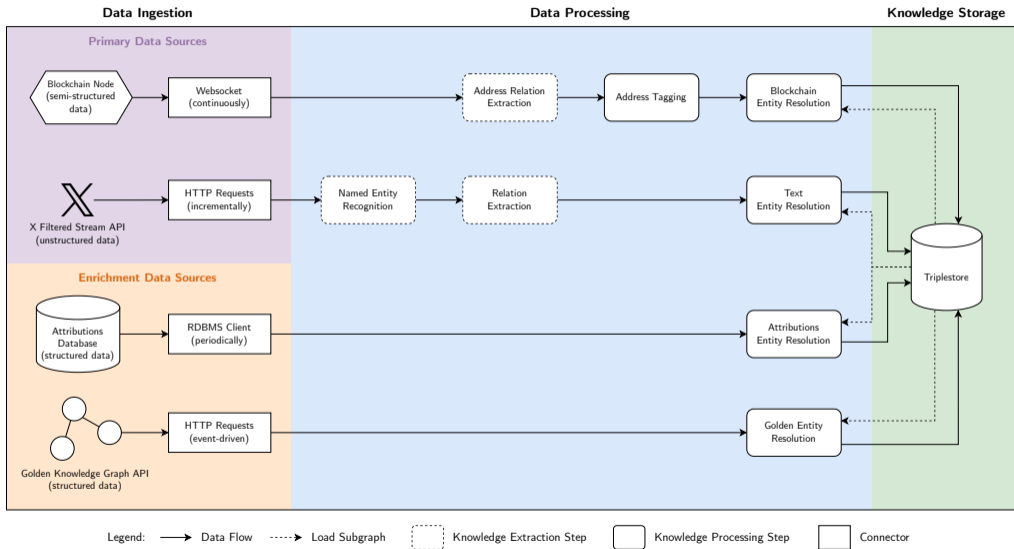 Data Ingestion
Data Processing
Knowledge Storage
Primary Data Sources
Blockchain Node
(semi-structured
data)
Websocket
(continuously)
Address Relation
Extraction
Address Tagging
Blockchain
Entity Resolution
X Filtered Stream API
(unstructured data)
HTTP Requests
(incrementally)
Named Entity
Recognition
Relation
Extraction
Text
Entity Resolution
Triplestore
Enrichment Data Sources
Attributions
Database
(structured data)
RDBMS Client
(periodically)
Attributions
Entity Resolution
Golden Knowledge Graph API
(structured data)
HTTP Requests
(event-driven)
Golden Entity
Resolution
Legend:
Data Flow
Load Subgraph
Knowledge Extraction Step
Knowledge Processing Step
Connector